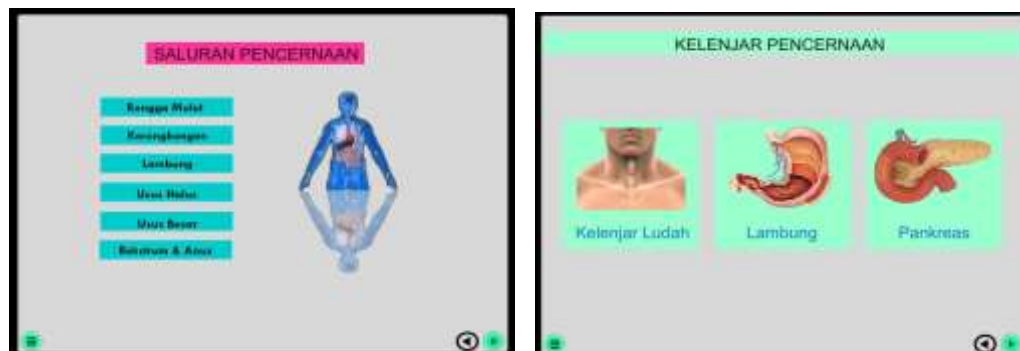 SALURAN PENCERNAAN
Rongga Mulut
Kerongkongan
Lambung
Usus Halus
Usus Besar
Rektum & Anus
KELENJAR PENCERNAAN
Kelenjar Ludah
Lambung
Pankreas